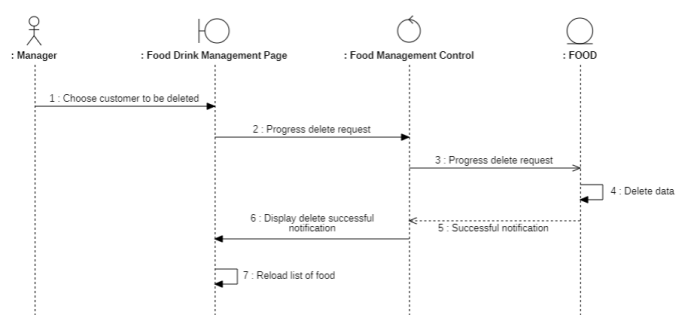 : Manager
: Food Drink Management Page
: Food Management Control
: FOOD
1 : Choose customer to be deleted
2 : Progress delete request
3 : Progress delete request
4 : Delete data
5 : Successful notification
6 : Display delete successful
notification
7 : Reload list of food